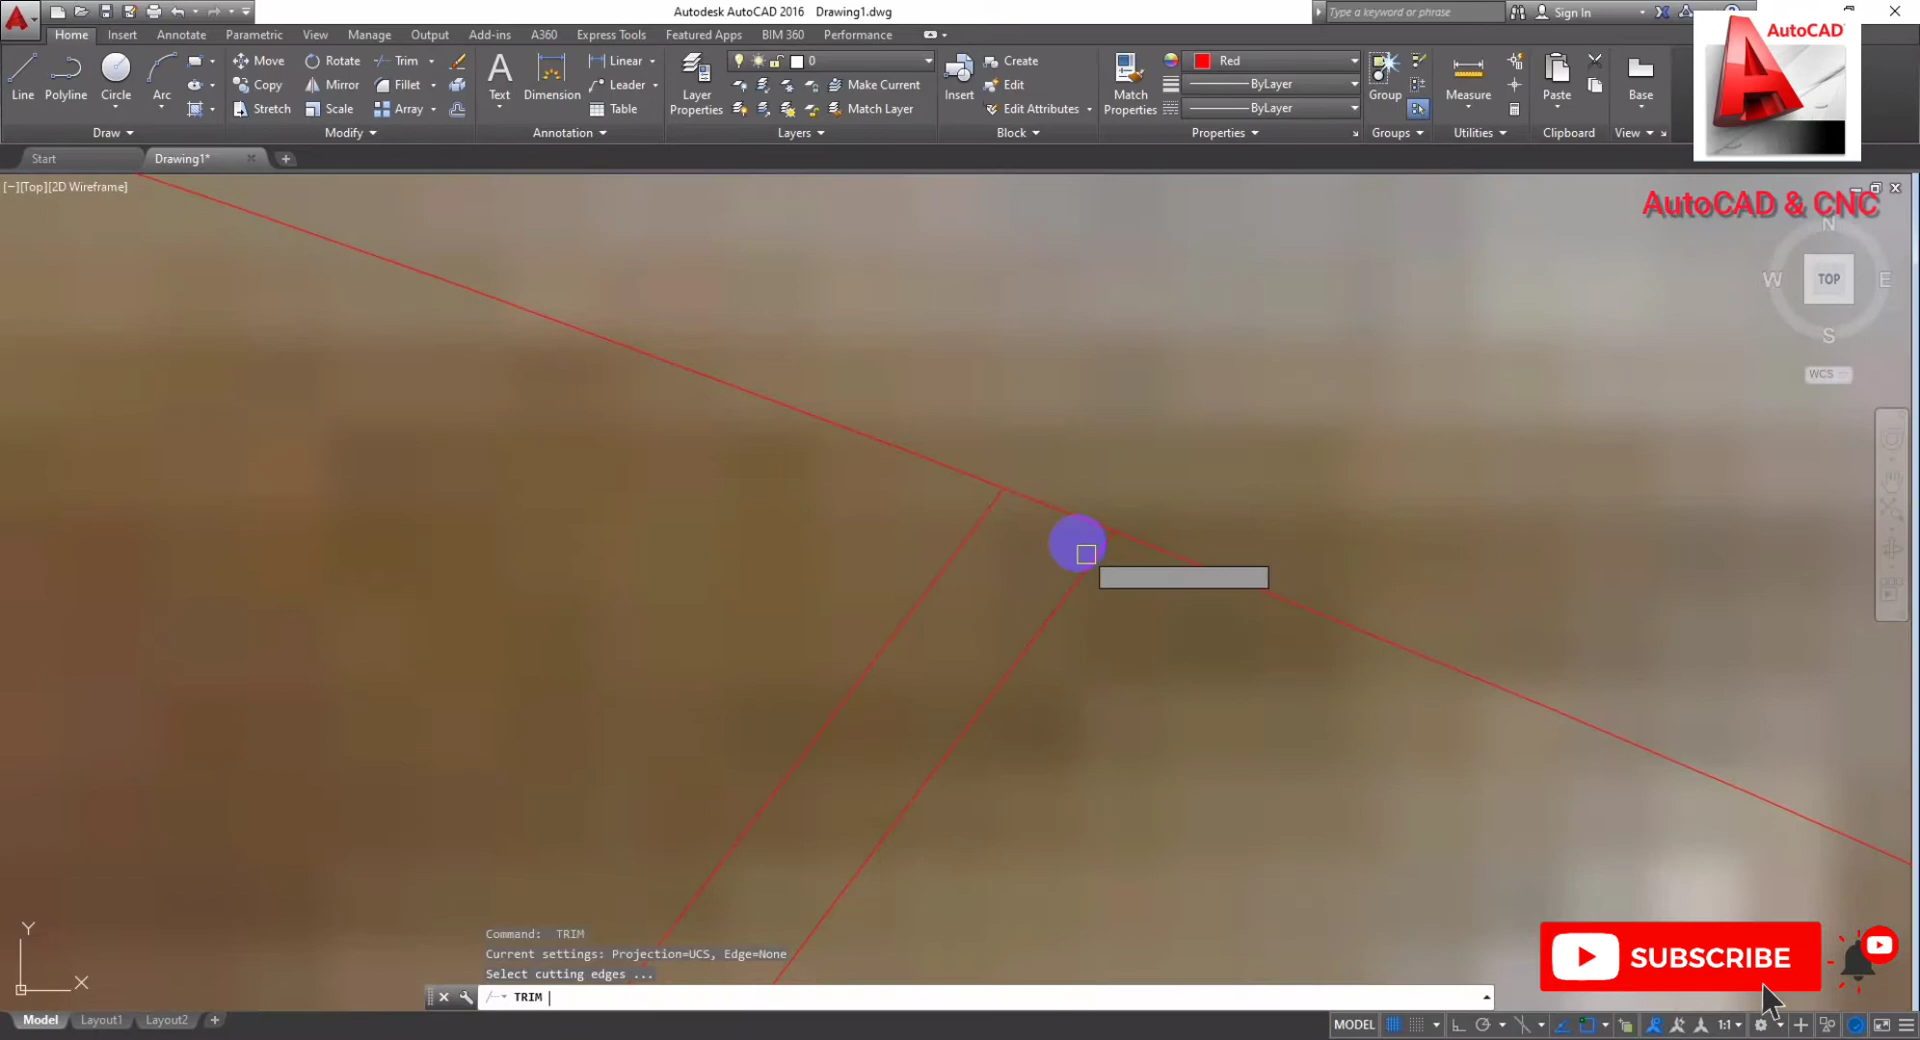 Autodesk AutoCAD 2016 Drawing1.dwg
Type a keyword or phrase
Sign In
Home Insert Annotate Parametric View Manage Output Add-ins A360 Express Tools Featured Apps BIM 360 Performance
Line Polyline Circle Arc
Move Rotate Trim
Copy Mirror Fillet
Stretch Scale Array
Text Dimension
Linear
Leader
Table
Layer Properties
0
Make Current
Match Layer
Insert
Create
Edit
Edit Attributes
Match Properties
Red
ByLayer
ByLayer
Group Measure Paste Base
Draw Modify Annotation Layers Block Properties Groups Utilities Clipboard View
AutoCAD
Start Drawing1*
[−][Top][2D Wireframe]
AutoCAD & CNC
N
W TOP E
S
WCS
Y
X
Command: TRIM
Current settings: Projection=UCS, Edge=None
Select cutting edges ...
TRIM
SUBSCRIBE
Model Layout1 Layout2
MODEL 1:1